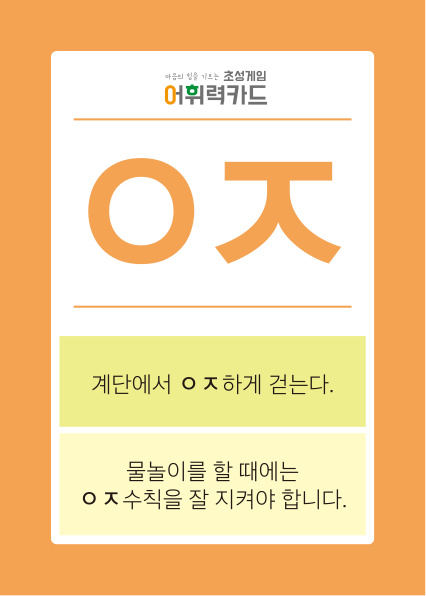 마음의 힘을 기르는 초성게임
어휘력카드
ㅇㅈ
계단에서 ㅇㅈ하게 걷는다.
물놀이를 할 때에는
ㅇㅈ수칙을 잘 지켜야 합니다.